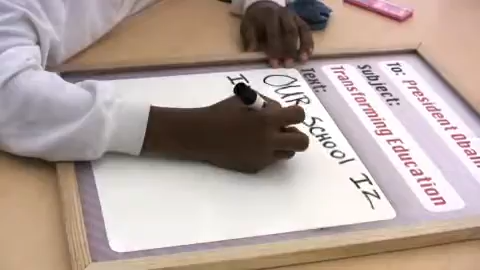 To: President Obam
Subject:
Transforming Education
Text:
OUR School IZ
I